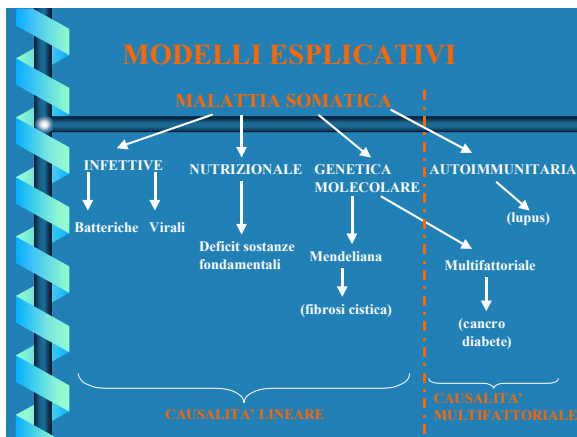 MODELLI ESPLICATIVI
MALATTIA SOMATICA
INFETTIVE
NUTRIZIONALE
GENETICA
MOLECOLARE
AUTOIMMUNITARIA
Batteriche
Virali
Deficit sostanze
fondamentali
Mendeliana
(fibrosi cistica)
(lupus)
Multifattoriale
(cancro
diabete)
CAUSALITA' LINEARE
CAUSALITA'
MULTIFATTORIALE